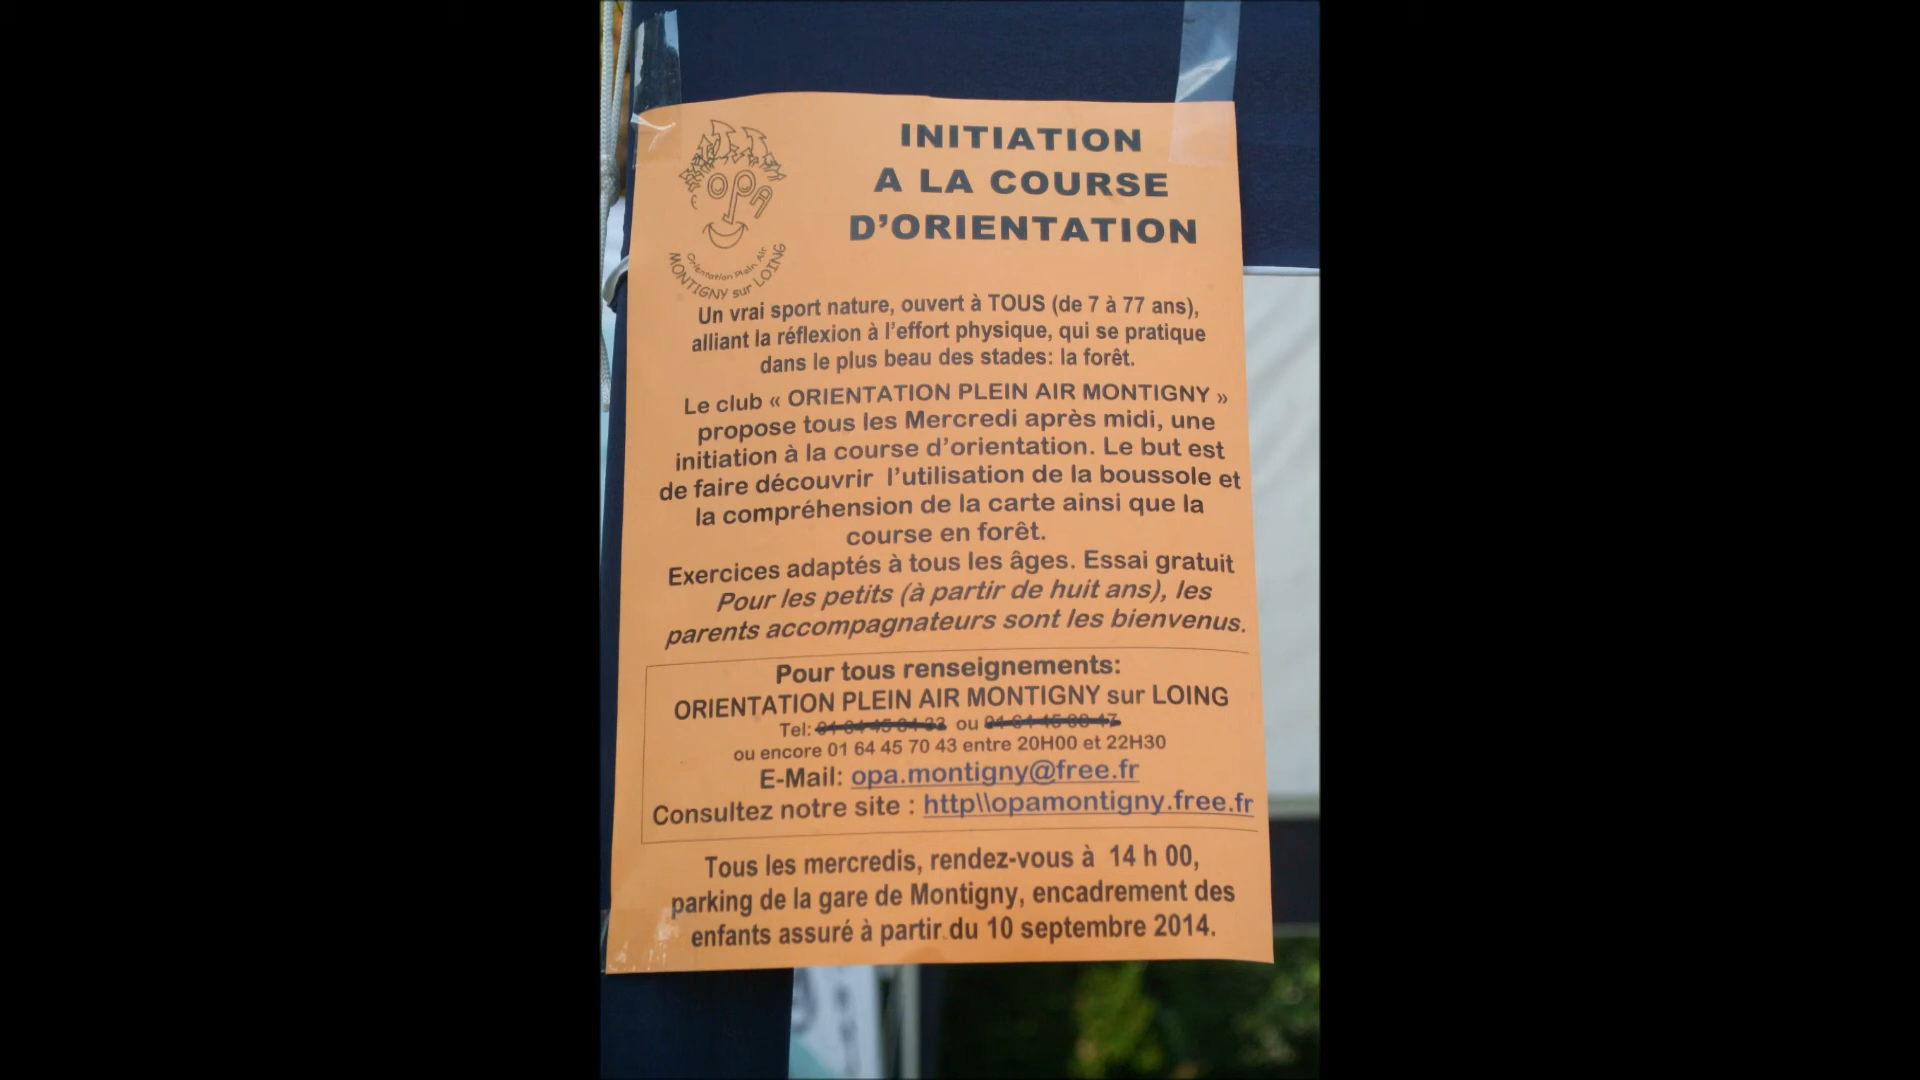 INITIATION
A LA COURSE
D'ORIENTATION
OPA
Orientation Plein Air
MONTIGNY sur LOING
Un vrai sport nature, ouvert à TOUS (de 7 à 77 ans),
alliant la réflexion à l'effort physique, qui se pratique
dans le plus beau des stades: la forêt.
Le club « ORIENTATION PLEIN AIR MONTIGNY »
propose tous les Mercredi après midi, une
initiation à la course d'orientation. Le but est
de faire découvrir l'utilisation de la boussole et
la compréhension de la carte ainsi que la
course en forêt.
Exercices adaptés à tous les âges. Essai gratuit
Pour les petits (à partir de huit ans), les
parents accompagnateurs sont les bienvenus.
Pour tous renseignements:
ORIENTATION PLEIN AIR MONTIGNY sur LOING
Tel: ou
ou encore 01 64 45 70 43 entre 20H00 et 22H30
E-Mail: opa.montigny@free.fr
Consultez notre site : http\\opamontigny.free.fr
Tous les mercredis, rendez-vous à 14 h 00,
parking de la gare de Montigny, encadrement des
enfants assuré à partir du 10 septembre 2014.